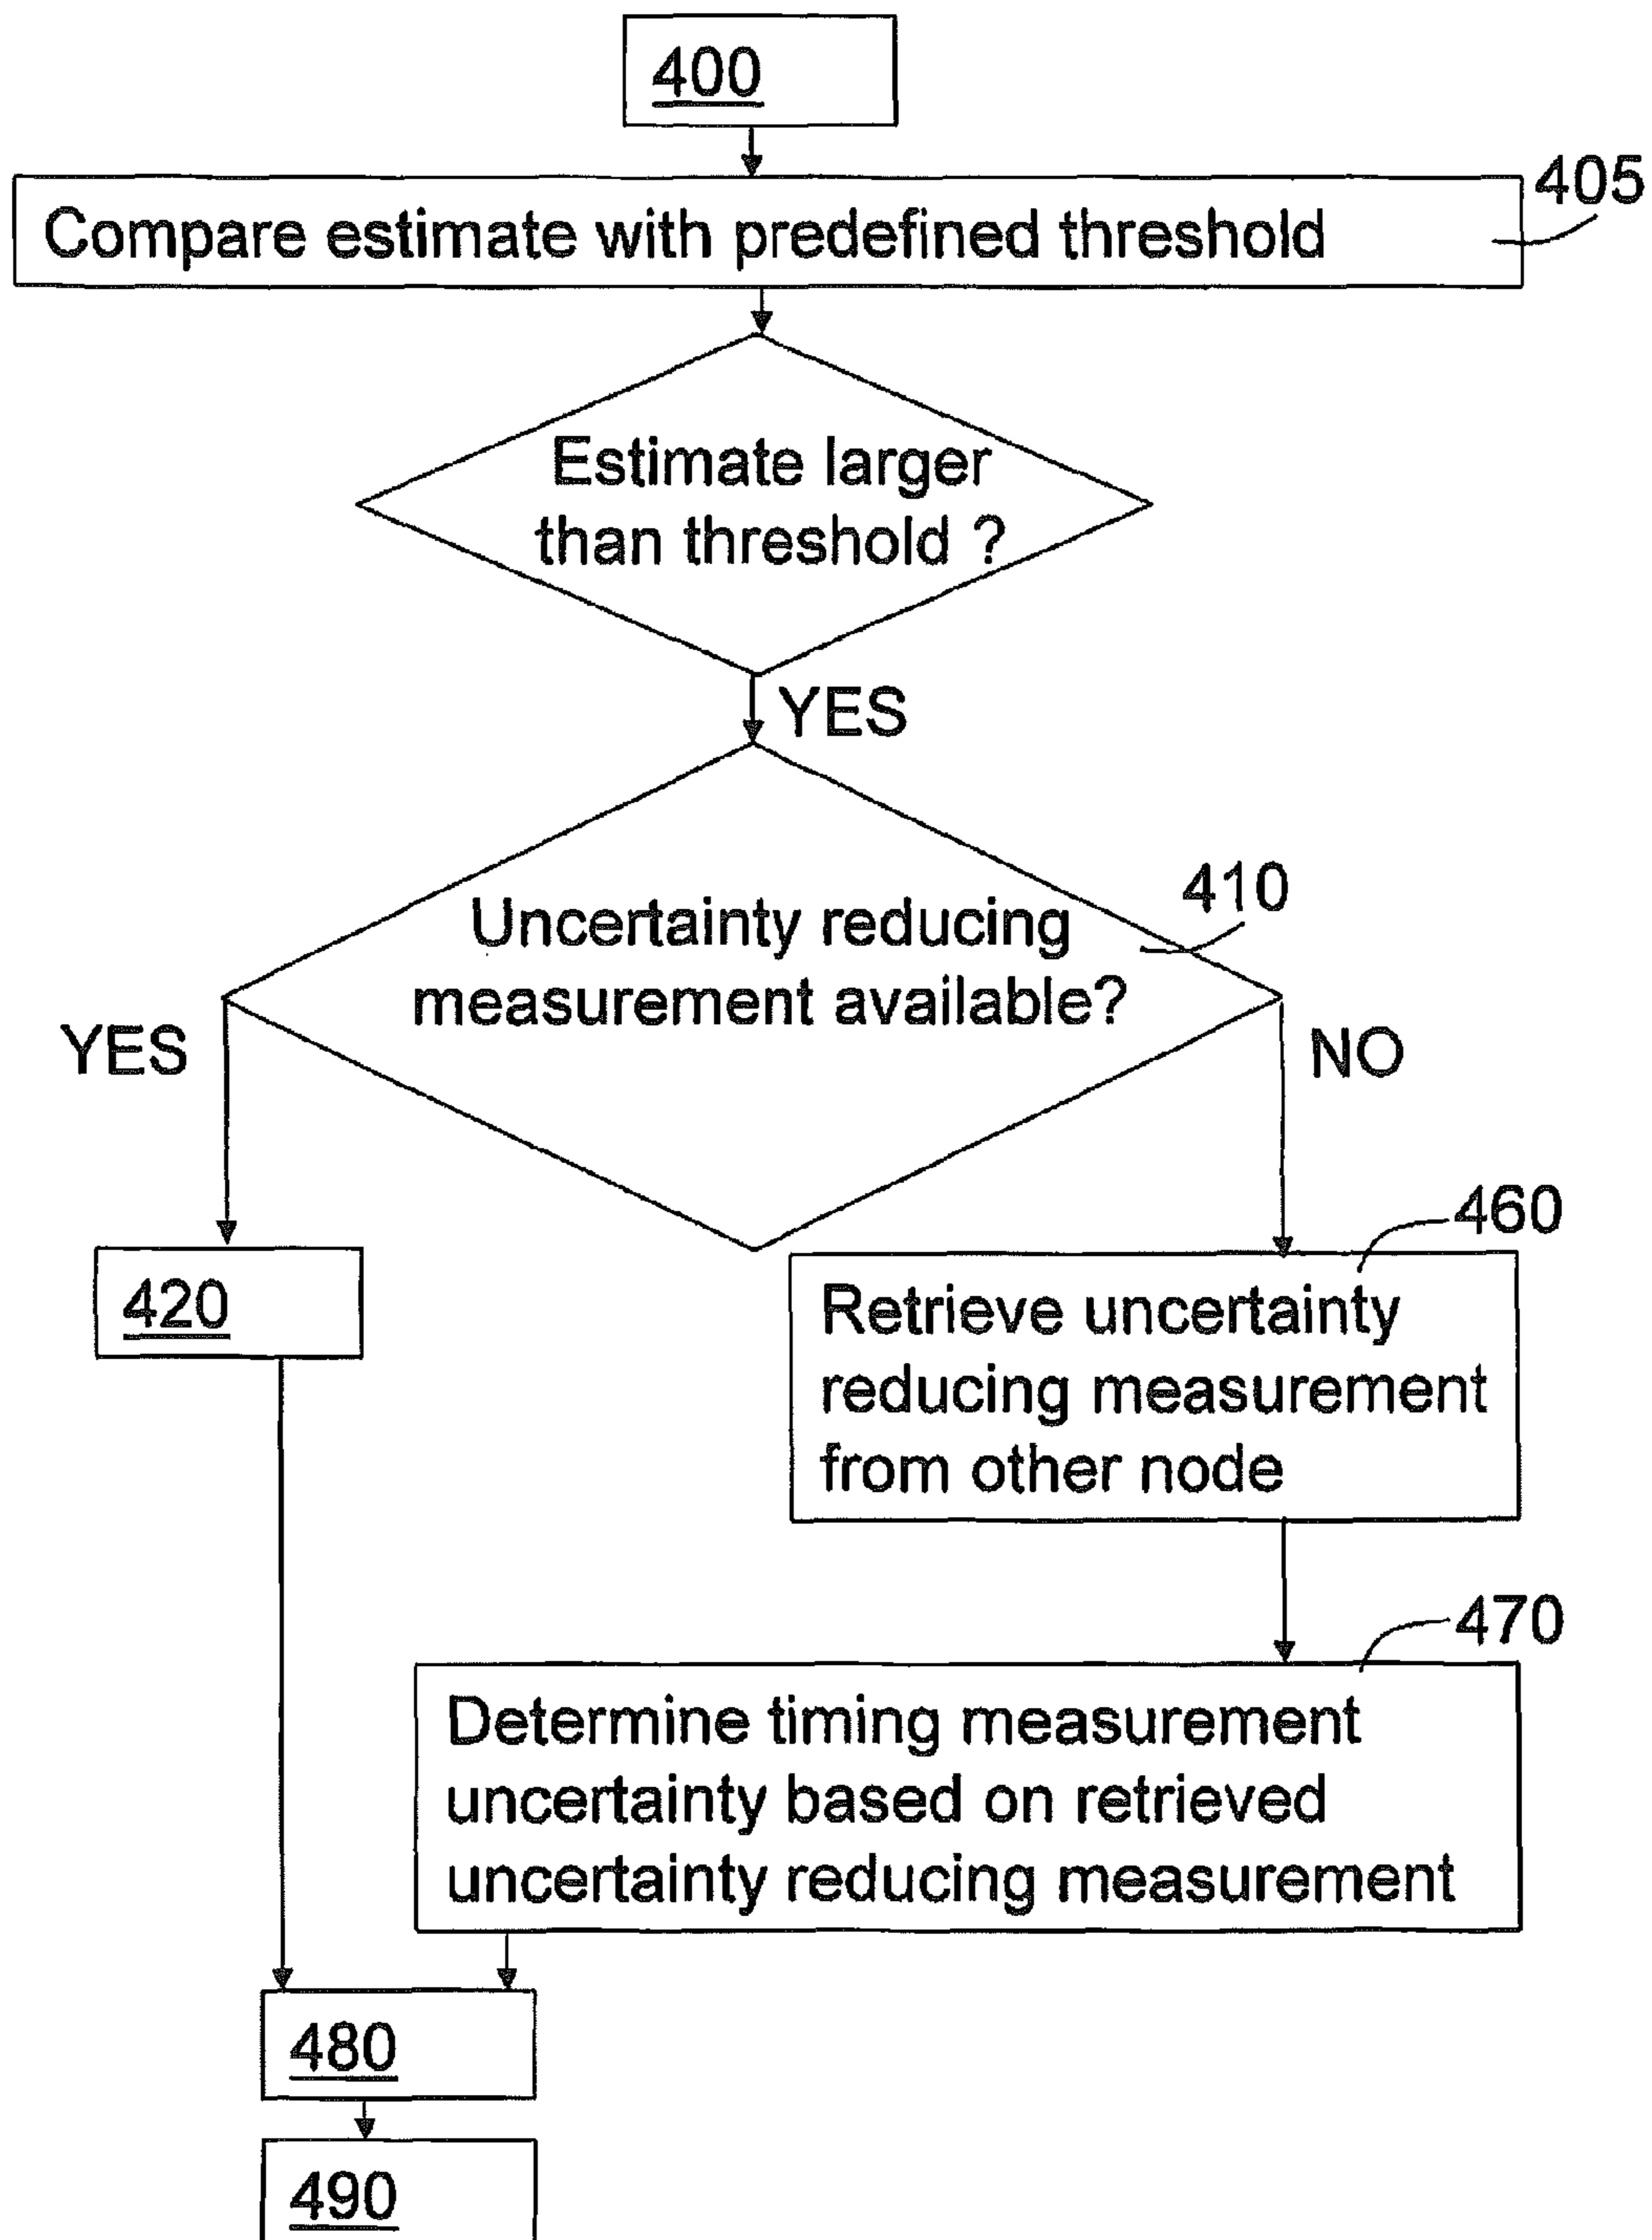 400
405
Compare estimate with predefined threshold
Estimate larger
than threshold ?
YES
410
Uncertainty reducing
measurement available?
YES
NO
460
420
Retrieve uncertainty
reducing measurement
from other node
470
Determine timing measurement
uncertainty based on retrieved
uncertainty reducing measurement
480
490